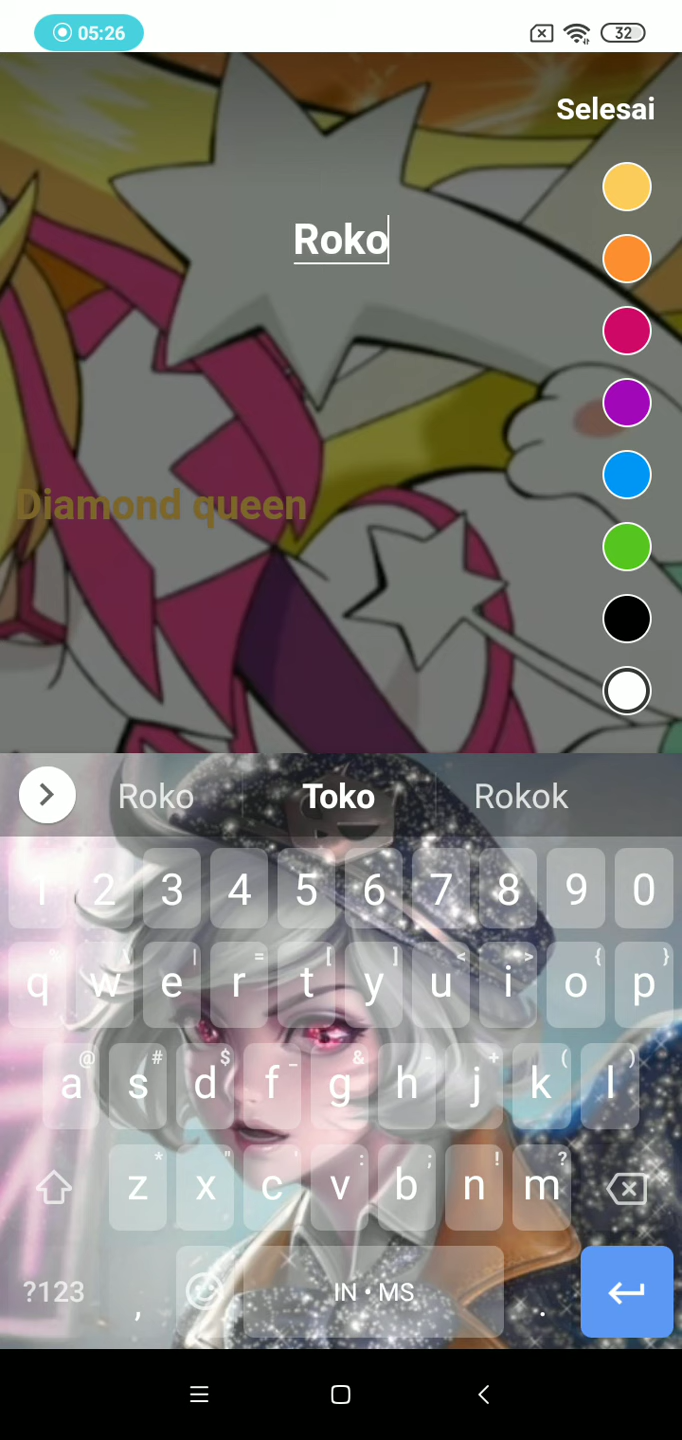 05:26
32
Selesai
Roko
Diamond queen
Roko Toko Rokok
1 2 3 4 5 6 7 8 9 0
% \ | = [ ] < > { }
q w e r t y u i o p
@ # $ _ & - + ( )
a s d f g h j k l
* " ' : ; ! ?
z x c v b n m
?123 , IN • MS .